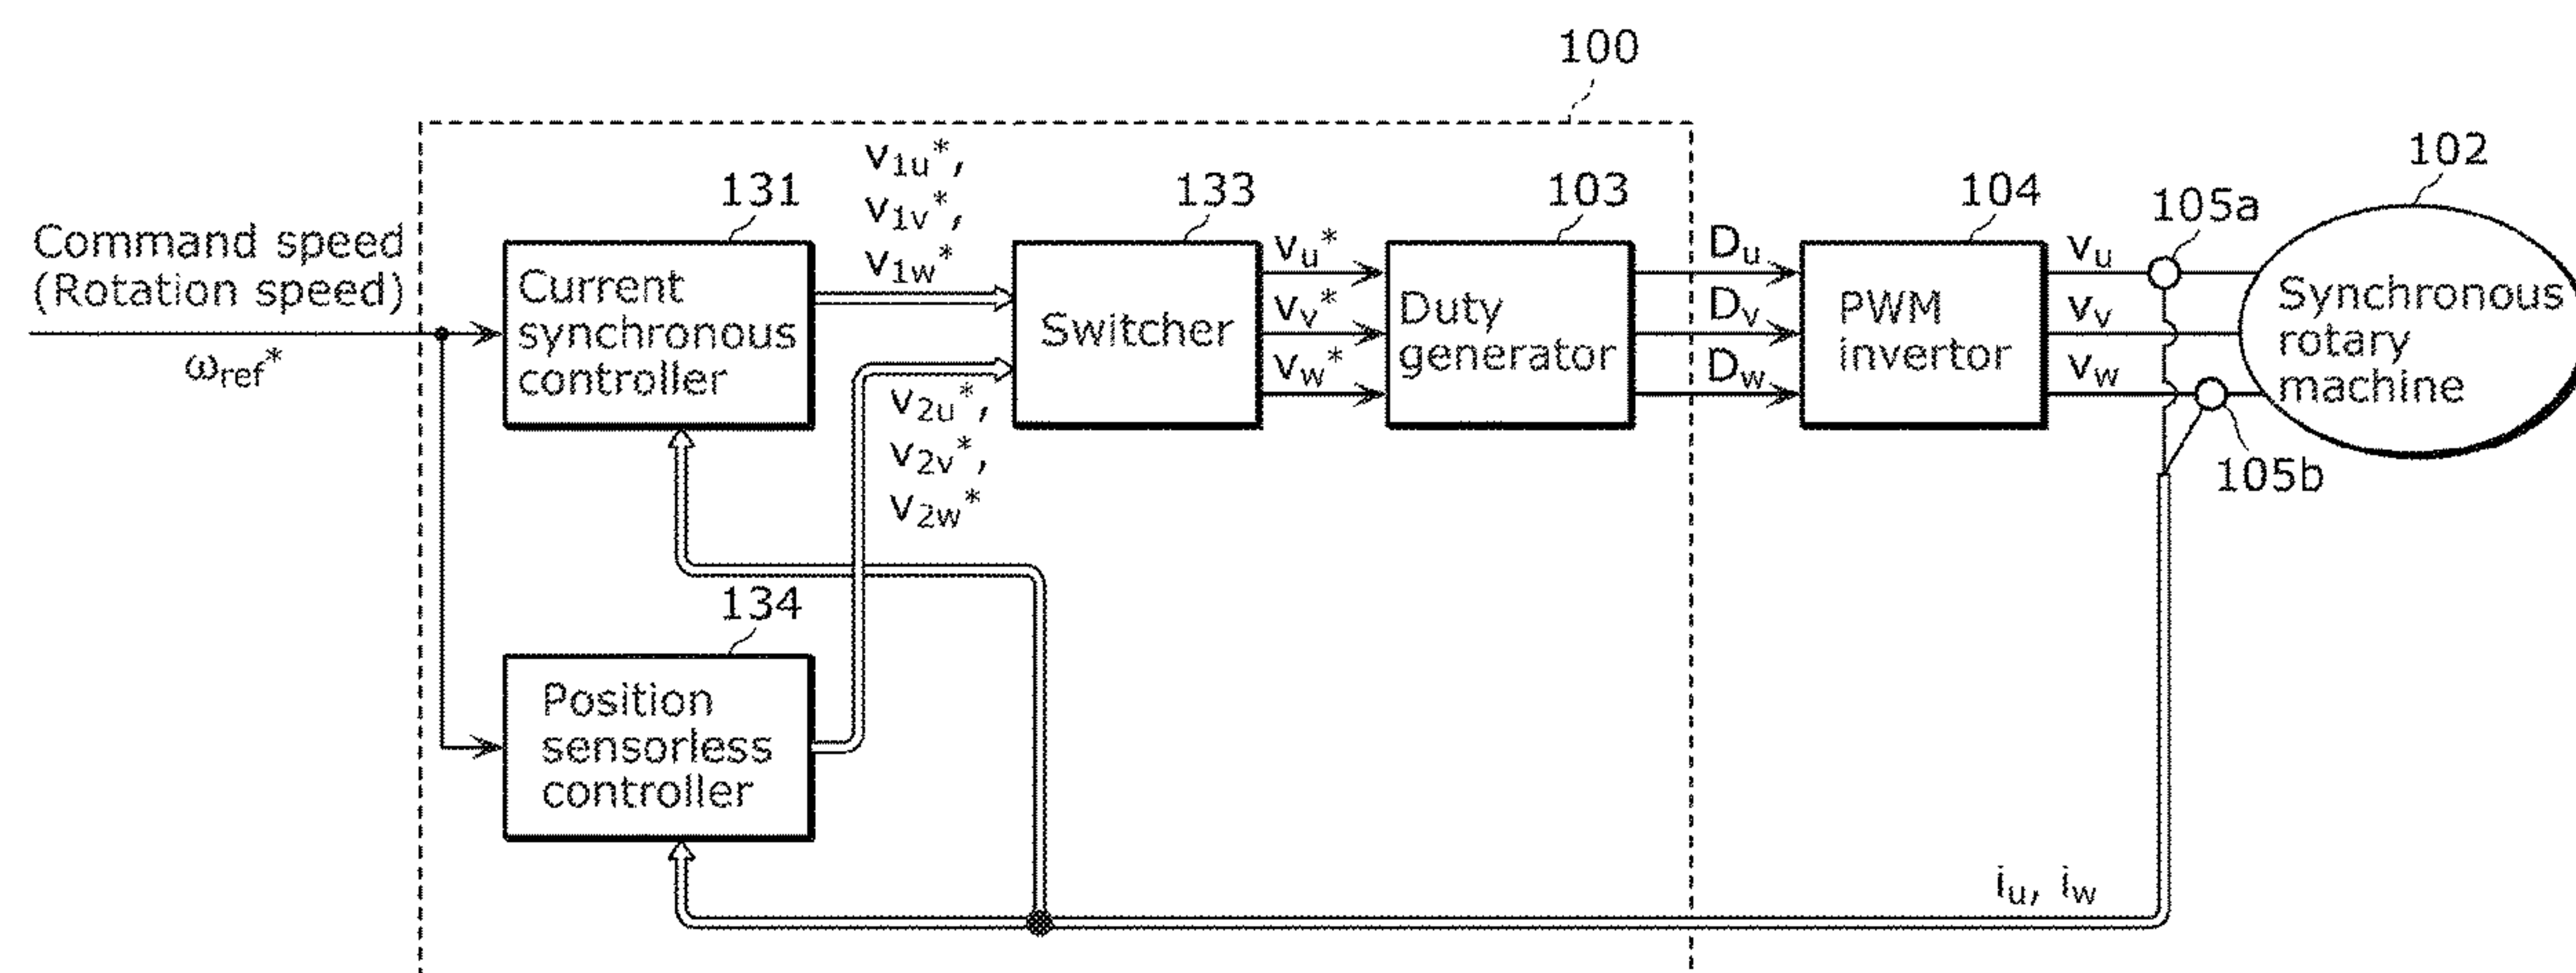 100
102
131
v1u*,
v1v*,
v1w*
133
103
104
105a
Command speed
(Rotation speed)
ωref*
Current
synchronous
controller
Switcher
vu*
vv*
vw*
Duty
generator
Du
Dv
Dw
PWM
invertor
vu
vv
vw
Synchronous
rotary
machine
105b
v2u*,
v2v*,
v2w*
134
Position
sensorless
controller
iu, iw